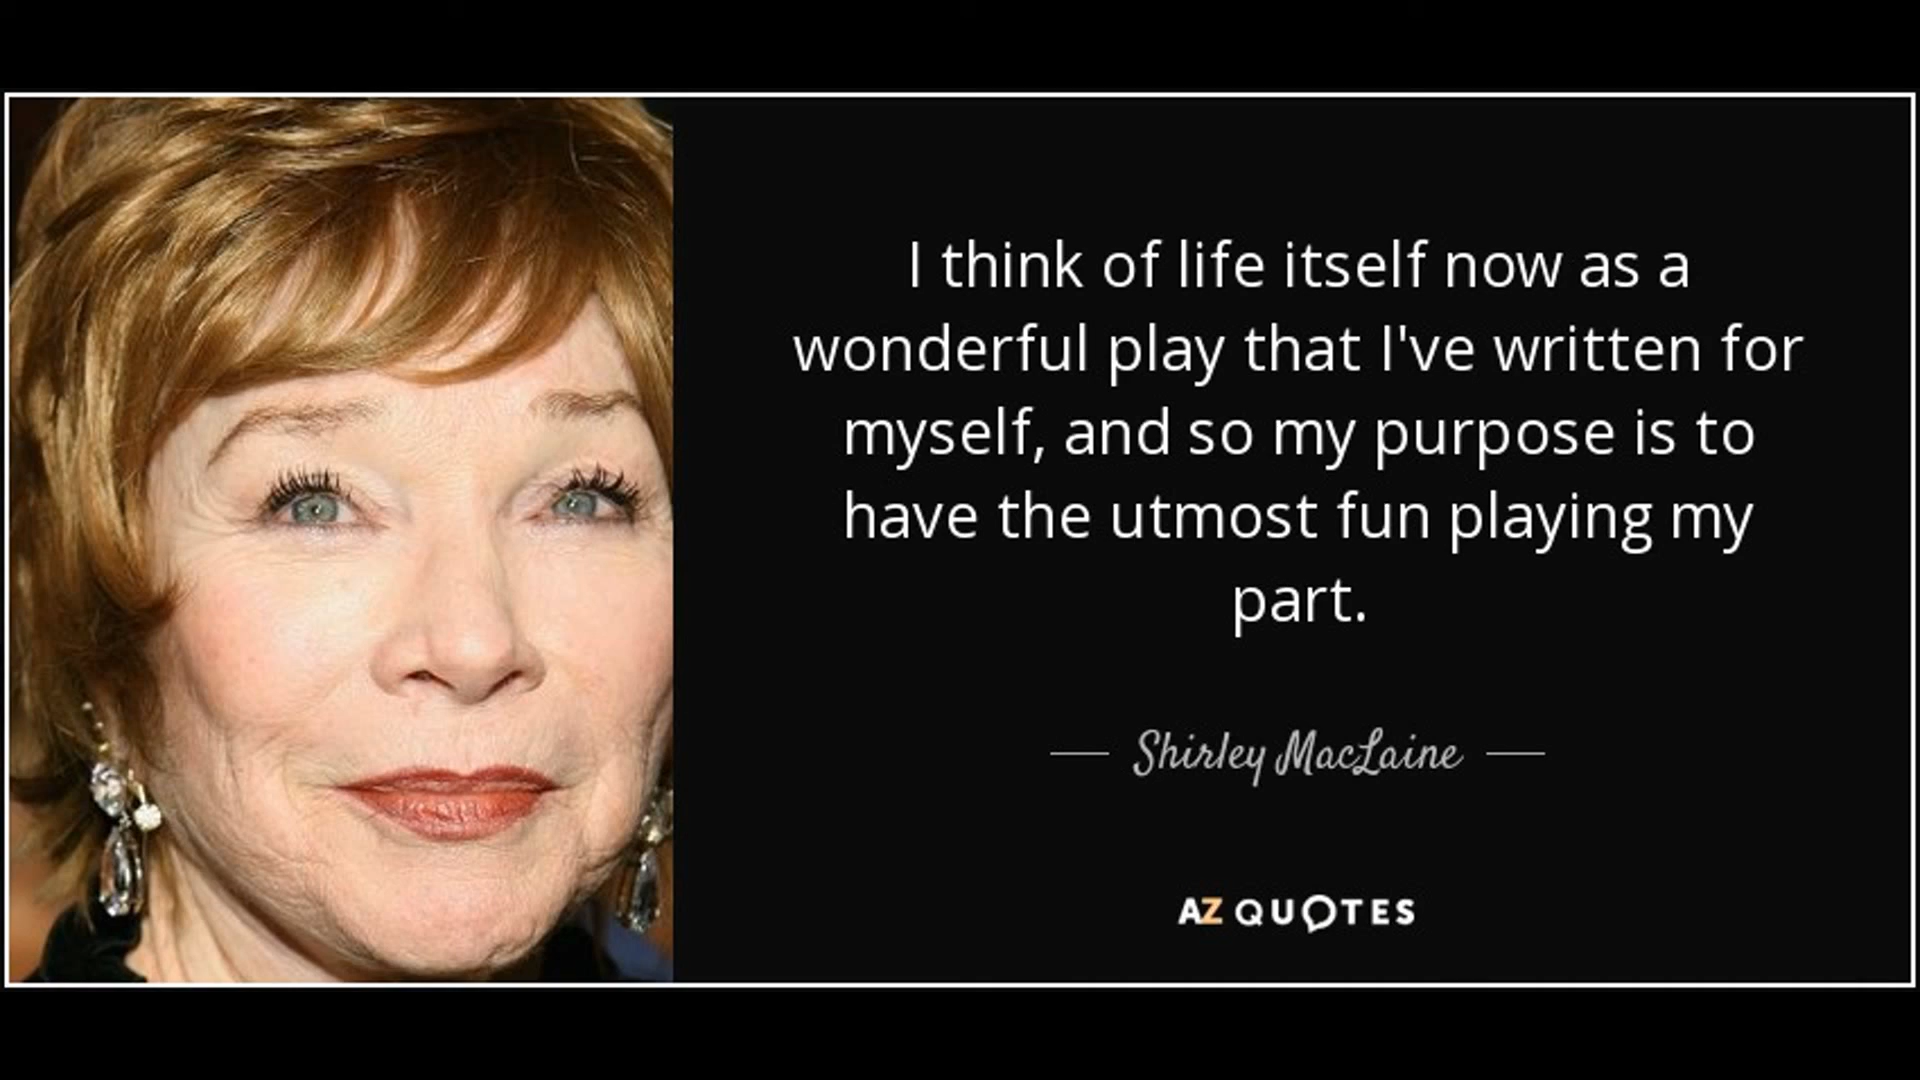 I think of life itself now as a
wonderful play that I've written for
myself, and so my purpose is to
have the utmost fun playing my
part.
Shirley MacLaine
AZ QUOTES